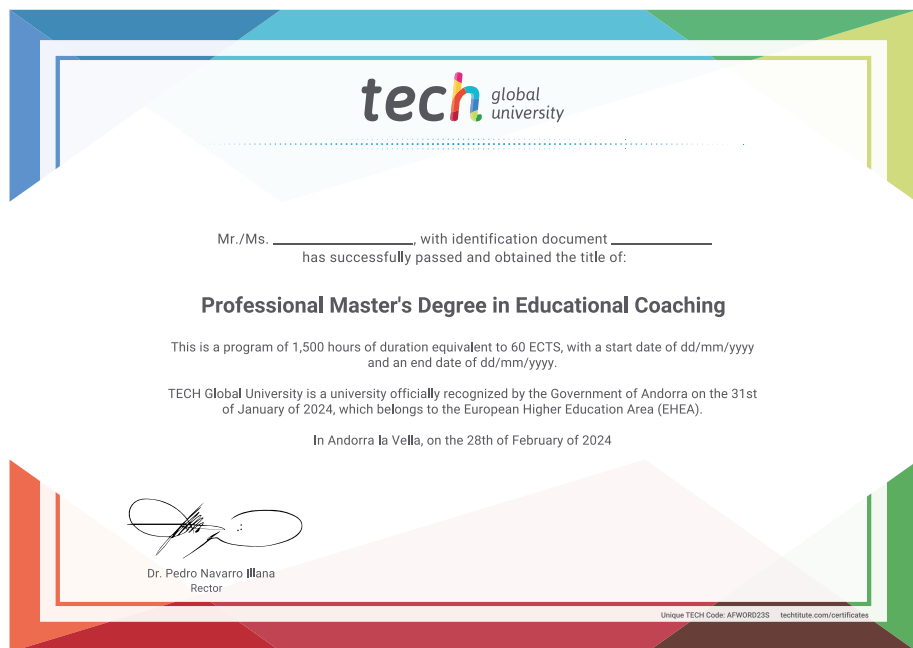 tech global university
Mr./Ms. ____________________, with identification document ______________
has successfully passed and obtained the title of:
Professional Master's Degree in Educational Coaching
This is a program of 1,500 hours of duration equivalent to 60 ECTS, with a start date of dd/mm/yyyy
and an end date of dd/mm/yyyy.
TECH Global University is a university officially recognized by the Government of Andorra on the 31st
of January of 2024, which belongs to the European Higher Education Area (EHEA).
In Andorra la Vella, on the 28th of February of 2024
Dr. Pedro Navarro Illana
Rector
Unique TECH Code: AFWORD23S techtitute.com/certificates